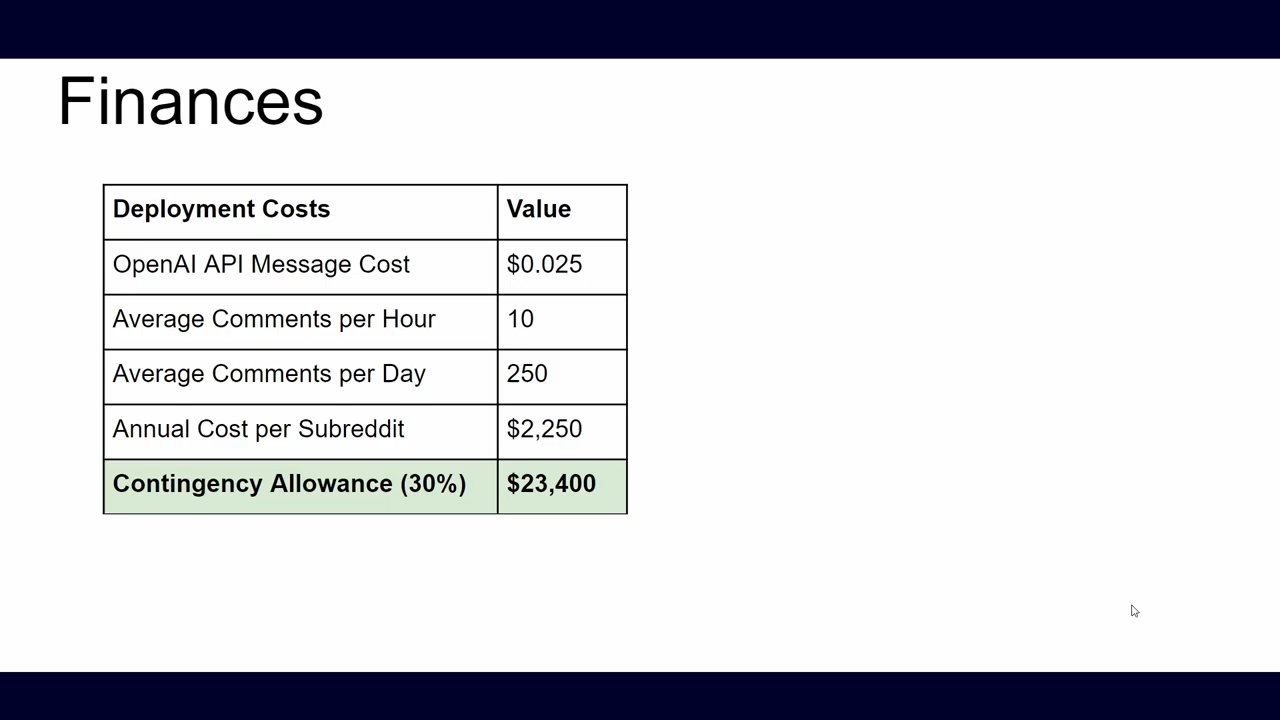 Finances
Deployment Costs Value
OpenAI API Message Cost $0.025
Average Comments per Hour 10
Average Comments per Day 250
Annual Cost per Subreddit $2,250
Contingency Allowance (30%) $23,400